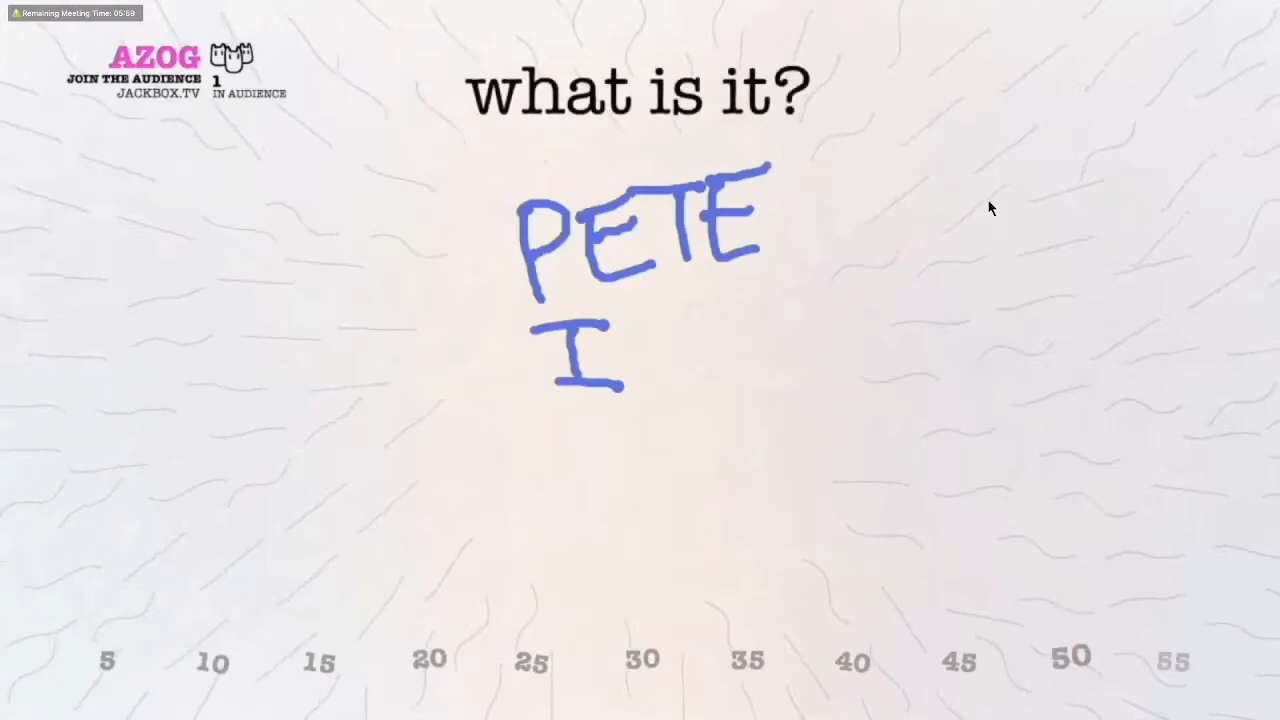 ⚠Remaining Meeting Time: 05:59
AZOG
JOIN THE AUDIENCE
JACKBOX.TV
1
IN AUDIENCE
what is it?
PETE
I
5 10 15 20 25 30 35 40 45 50 55